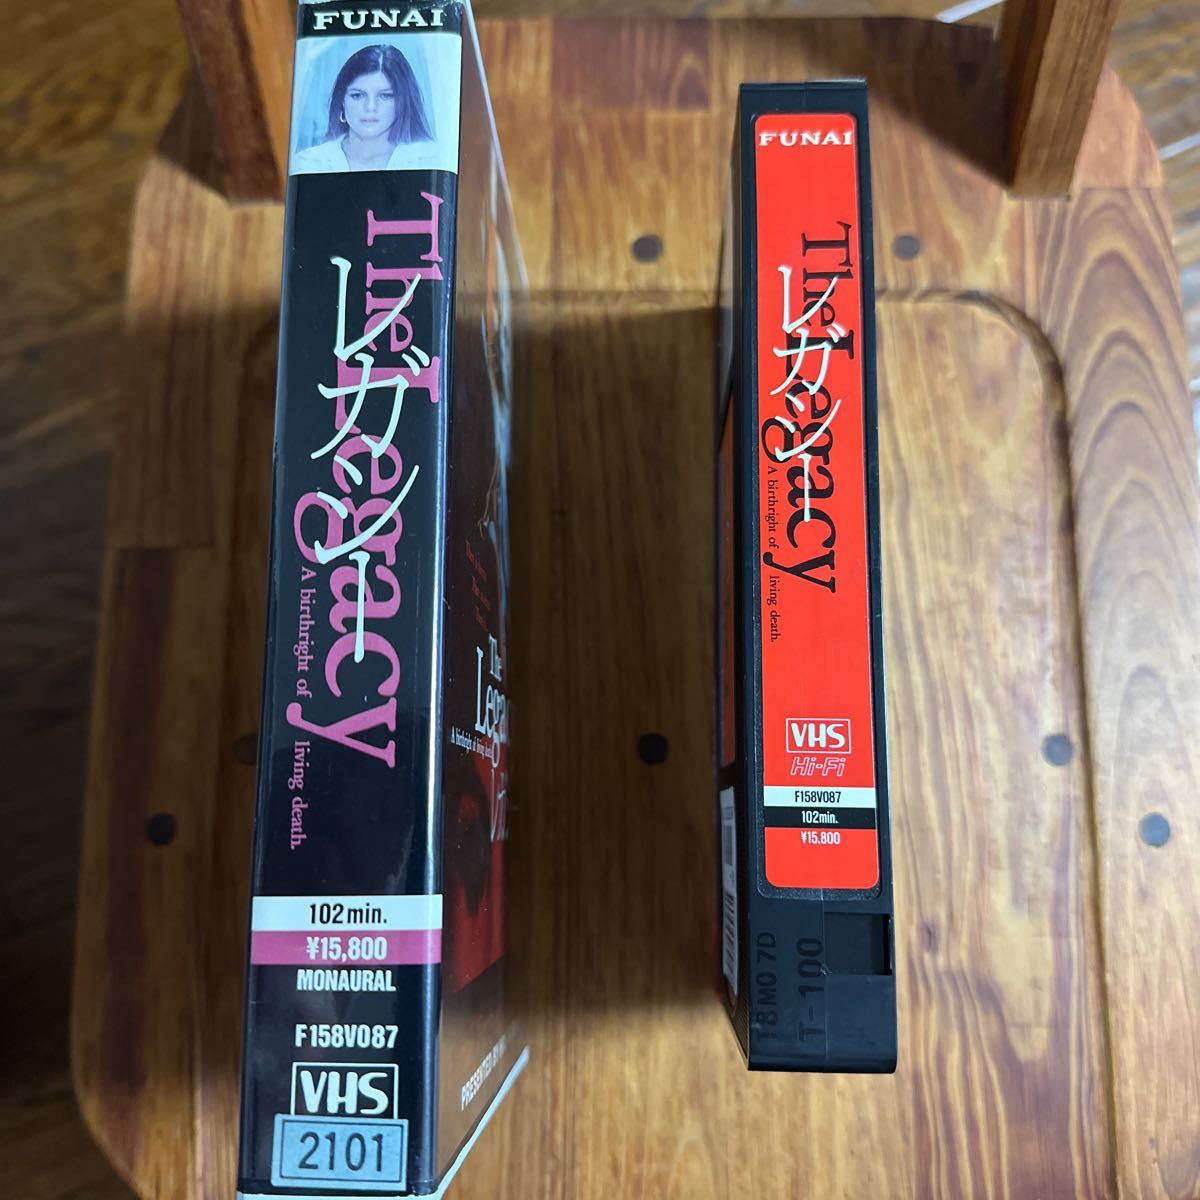 FUNAI
The Legacy
レガシー
A birthright of living death.
102min.
¥15,800
MONAURAL
F158V087
VHS
2101
The
A birthright of living
PRESENTED BY
FUNAI
The Legacy
レガシー
A birthright of living death.
VHS
Hi-Fi
F158V087
102min.
¥15.800
T-100